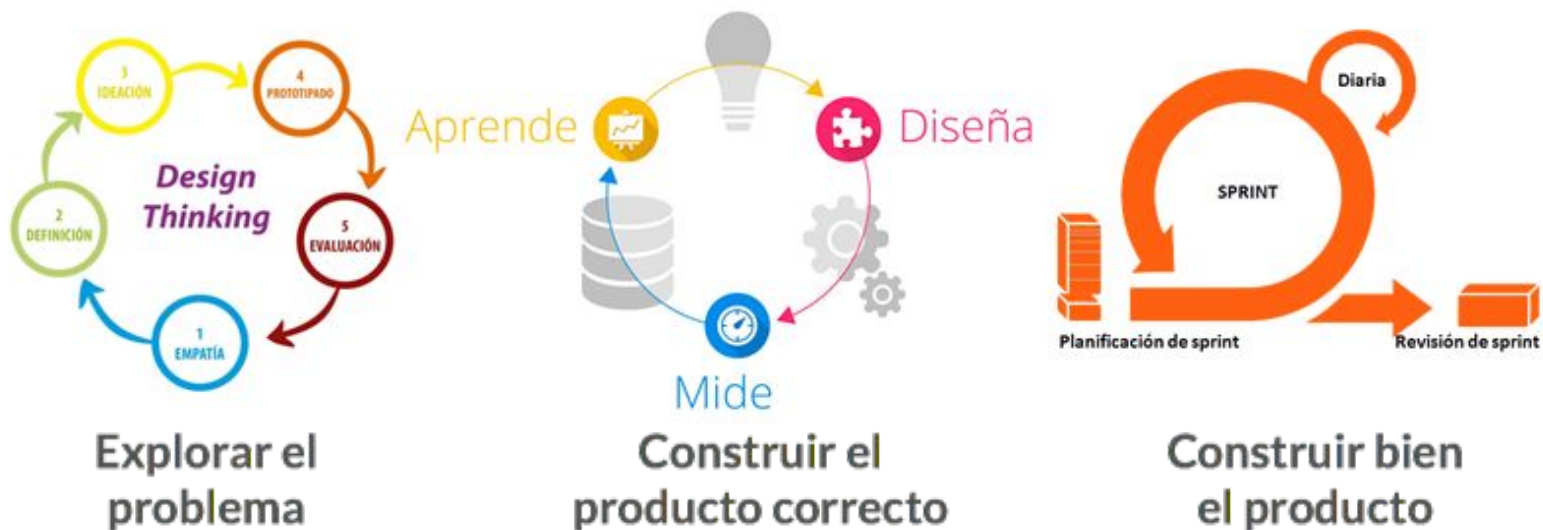 3
IDEACIÓN
4
PROTOTIPADO
Design
Thinking
2
DEFINICIÓN
5
EVALUACIÓN
1
EMPATÍA
Explorar el
problema
Aprende
Diseña
Mide
Construir el
producto correcto
Diaria
SPRINT
Planificación de sprint
Revisión de sprint
Construir bien
el producto